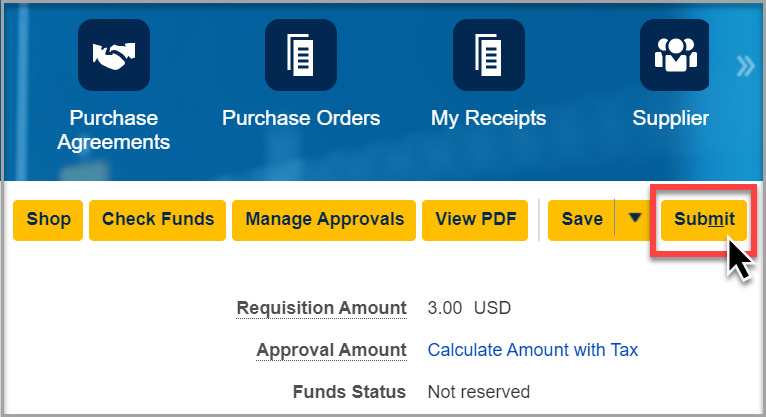 Purchase
Agreements
Purchase Orders
My Receipts
Supplier
Shop
Check Funds
Manage Approvals
View PDF
Save
Submit
Requisition Amount 3.00 USD
Approval Amount Calculate Amount with Tax
Funds Status Not reserved